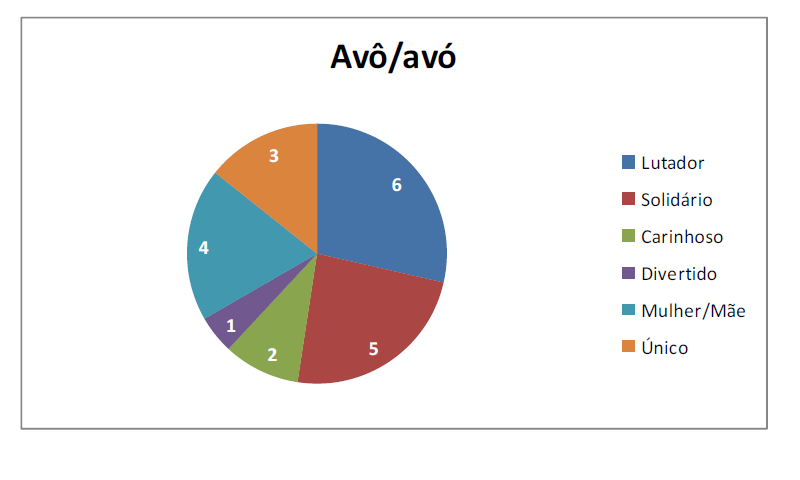 Avô/avó
3
6
4
1
2
5
Lutador
Solidário
Carinhoso
Divertido
Mulher/Mãe
Único